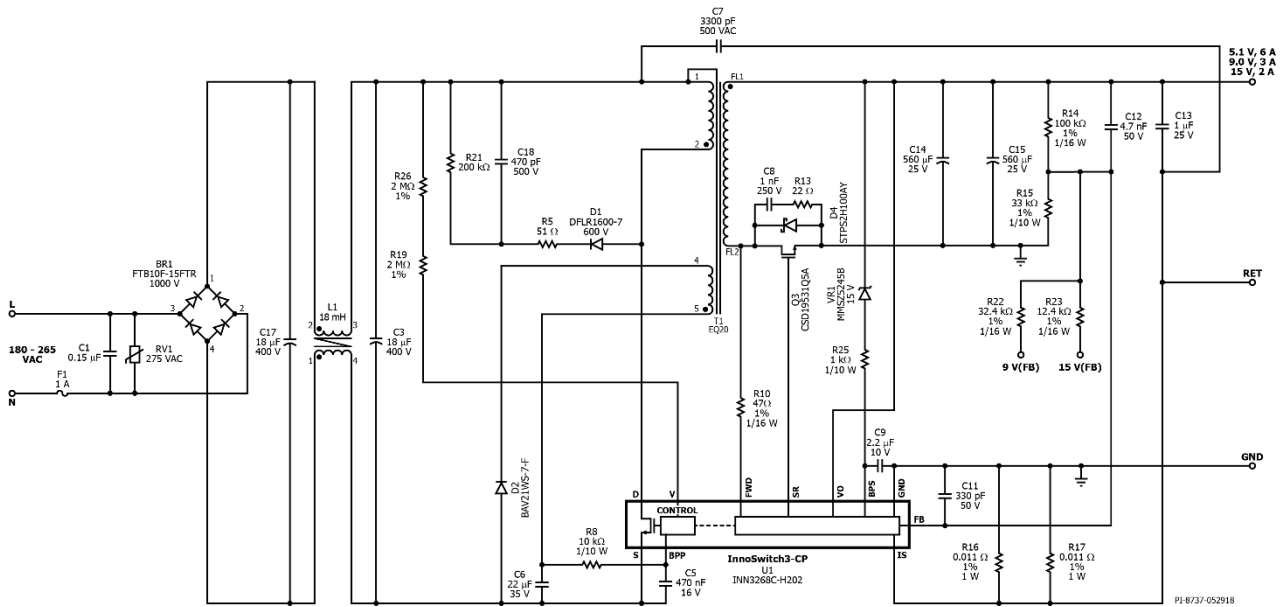 C7
3300 pF
500 VAC
5.1 V, 6 A
9.0 V, 3 A
15 V, 2 A
1
FL1
2
R26
2 MΩ
1%
R21
200 kΩ
C18
470 pF
500 V
R5
51 Ω
D1
DFLR1600-7
600 V
C8
1 nF
250 V
R13
22 Ω
D4
STPS2H100AY
C14
560 µF
25 V
C15
560 µF
25 V
R14
100 kΩ
1%
1/16 W
C12
4.7 nF
50 V
C13
1 µF
25 V
R15
33 kΩ
1%
1/10 W
R19
2 MΩ
1%
FL2
4
5
T1
EQ20
Q3
CSD19531Q5A
VR1
MMSZ5245B
15 V
RET
BR1
FTB10F-15FTR
1000 V
1
3
2
4
L
L1
18 mH
2
3
1
4
C17
18 µF
400 V
C3
18 µF
400 V
R22
32.4 kΩ
1%
1/16 W
R23
12.4 kΩ
1%
1/16 W
9 V(FB)
15 V(FB)
180 - 265
VAC
C1
0.15 µF
RV1
275 VAC
F1
1 A
N
R25
1 kΩ
1/10 W
R10
47Ω
1%
1/16 W
C9
2.2 µF
10 V
GND
D2
BAV21WS-7-F
D
V
FWD
SR
VO
BPS
GND
C11
330 pF
50 V
CONTROL
FB
R8
10 kΩ
1/10 W
S
BPP
IS
InnoSwitch3-CP
U1
INN3268C-H202
C6
22 µF
35 V
C5
470 nF
16 V
R16
0.011 Ω
1%
1 W
R17
0.011 Ω
1%
1 W
PI-8737-052918